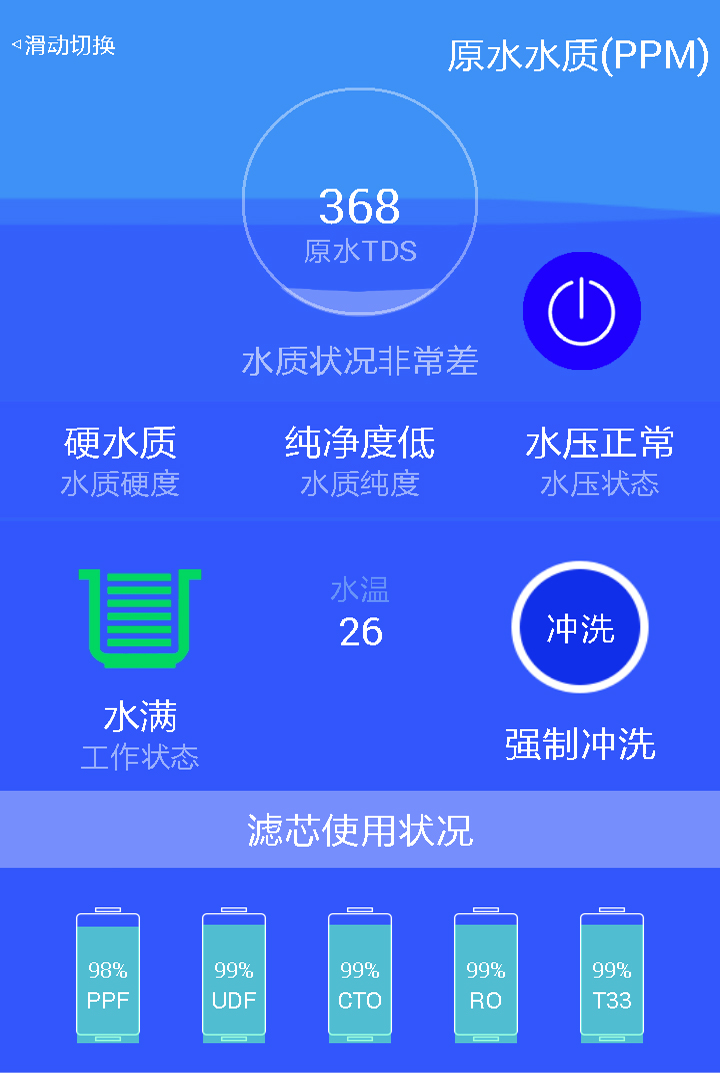 ◁滑动切换
原水水质(PPM)
368
原水TDS
水质状况非常差
硬水质 纯净度低 水压正常
水质硬度 水质纯度 水压状态
水温
26
冲洗
水满
工作状态
强制冲洗
滤芯使用状况
98% 99% 99% 99% 99%
PPF UDF CTO RO T33